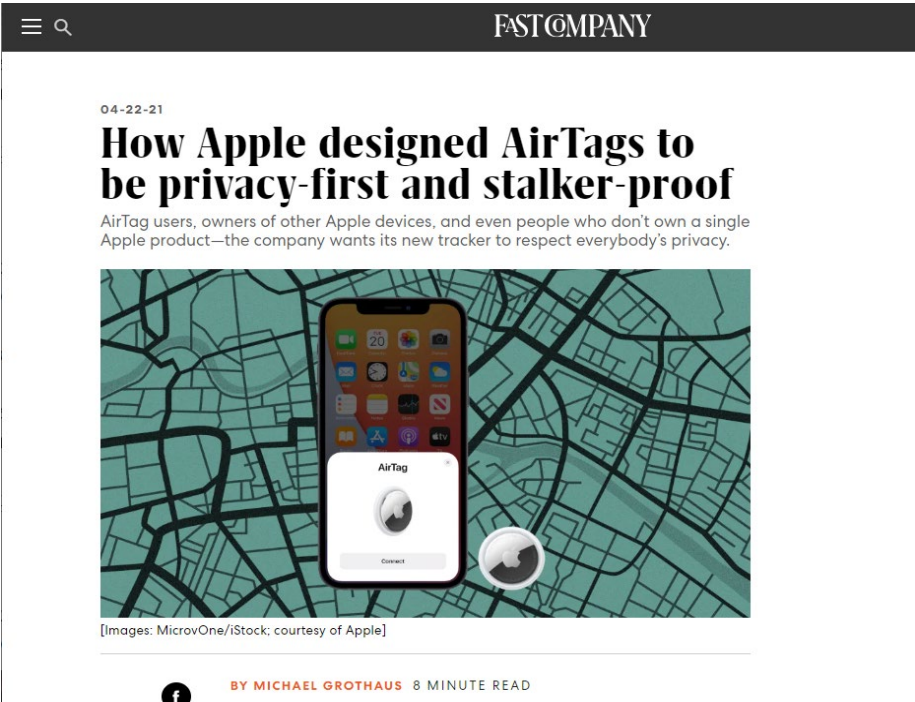 FAST COMPANY
04-22-21
How Apple designed AirTags to
be privacy-first and stalker-proof
AirTag users, owners of other Apple devices, and even people who don't own a single
Apple product—the company wants its new tracker to respect everybody's privacy.
20
tv
AirTag
Connect
[Images: MicrovOne/iStock; courtesy of Apple]
BY MICHAEL GROTHAUS 8 MINUTE READ